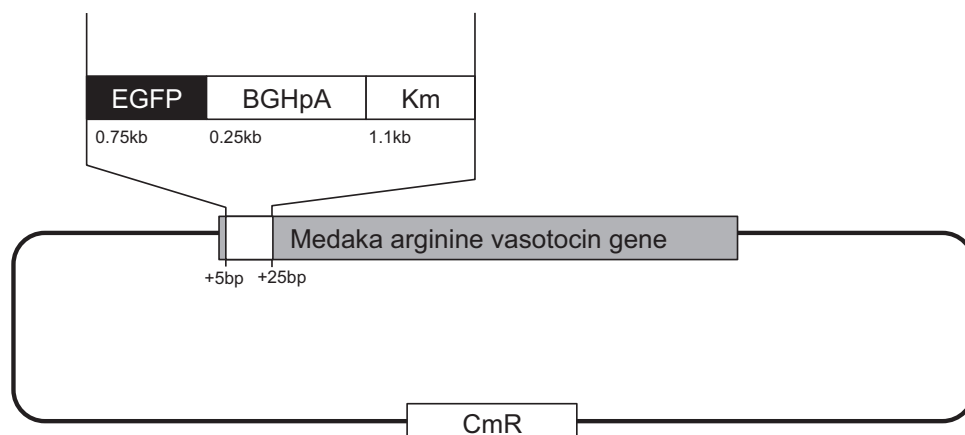 EGFP BGHpA Km
0.75kb 0.25kb 1.1kb
Medaka arginine vasotocin gene
+5bp +25bp
CmR